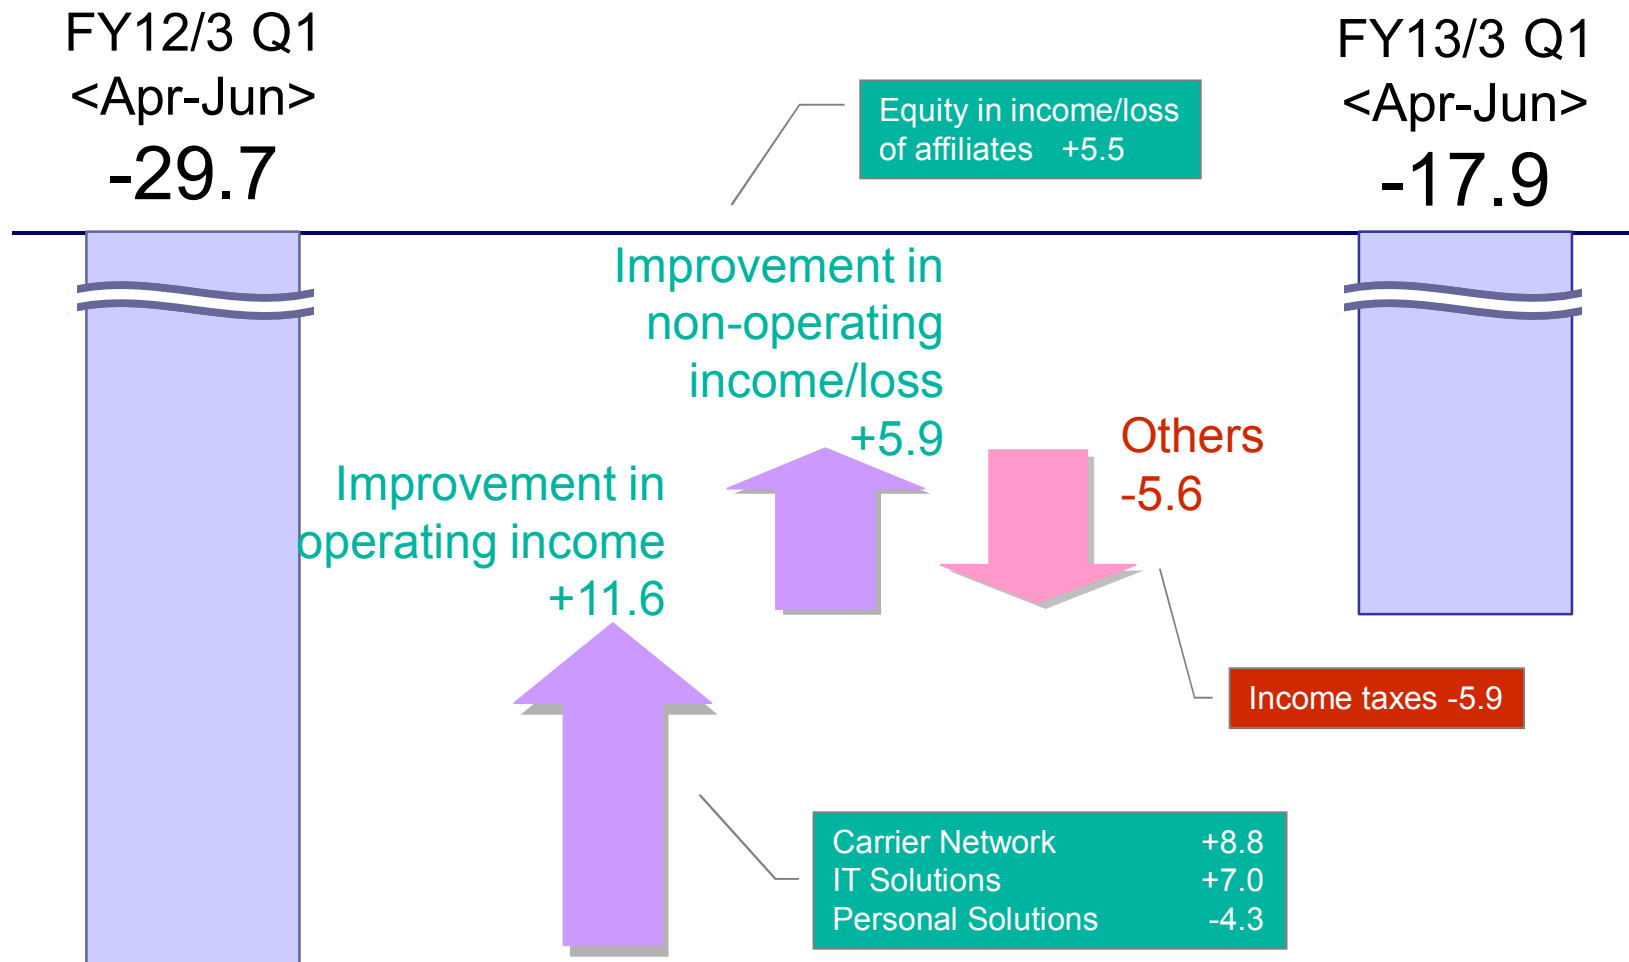 FY12/3 Q1
<Apr-Jun>
-29.7
FY13/3 Q1
<Apr-Jun>
-17.9
Equity in income/loss
of affiliates +5.5
Improvement in
non-operating
income/loss
+5.9
Others
-5.6
Improvement in
operating income
+11.6
Income taxes -5.9
Carrier Network +8.8
IT Solutions +7.0
Personal Solutions -4.3